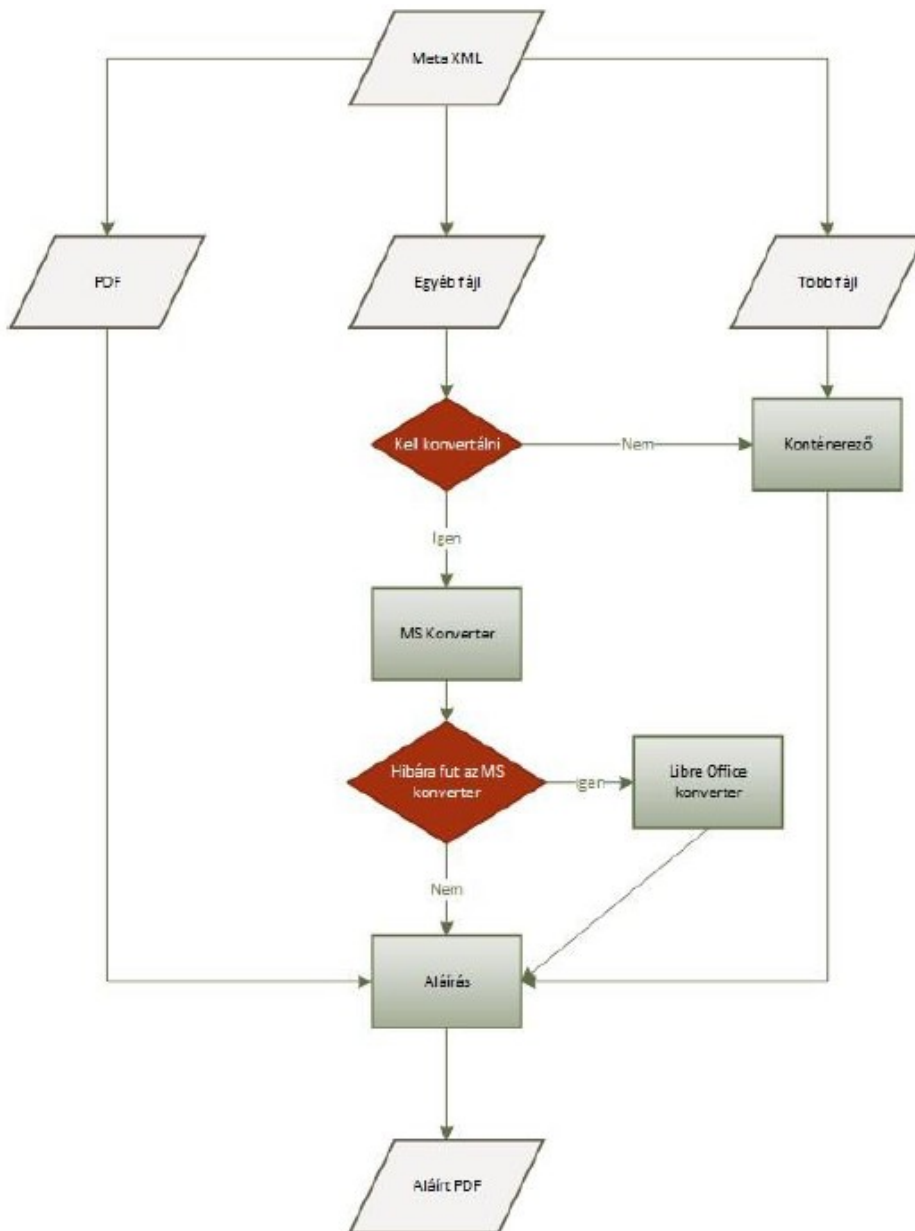 Meta XML
PDF
Egyéb fájl
Több fájl
Kell konvertálni
Nem
Konténerező
Igen
MS Konverter
Hibára fut az MS
konverter
Igen
Libre Office
konverter
Nem
Aláírás
Aláírt PDF